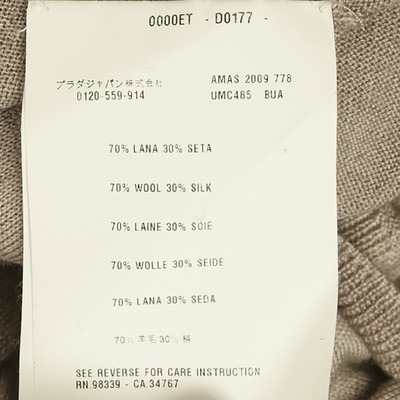 0000ET - D0177 -
プラダジャパン株式会社 AMAS 2009 778
0120-559-914 UMC485 BUA
70% LANA 30% SETA
70% WOOL 30% SILK
70% LAINE 30% SOIE
70% WOLLE 30% SEIDE
70% LANA 30% SEDA
70% 羊毛 30% 絹
SEE REVERSE FOR CARE INSTRUCTION
RN.98339 - CA.34767